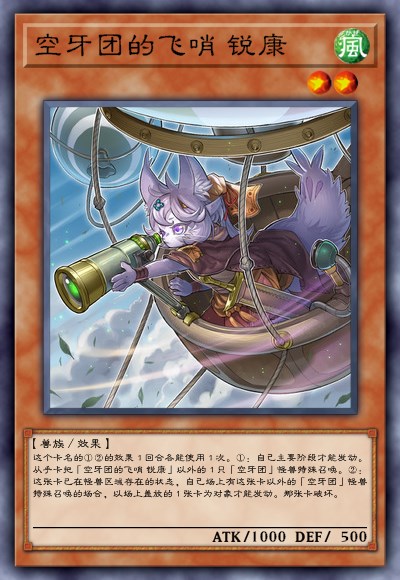 空牙团的飞哨 锐康
風
【兽族／效果】
这个卡名的①②的效果1回合各能使用1次。①：自己主要阶段才能发动。
从手卡把「空牙团的飞哨 锐康」以外的1只「空牙团」怪兽特殊召唤。②：
这张卡已在怪兽区域存在的状态，自己场上有这张卡以外的「空牙团」怪兽
特殊召唤的场合，以场上盖放的1张卡为对象才能发动。那张卡破坏。
ATK/1000 DEF/ 500